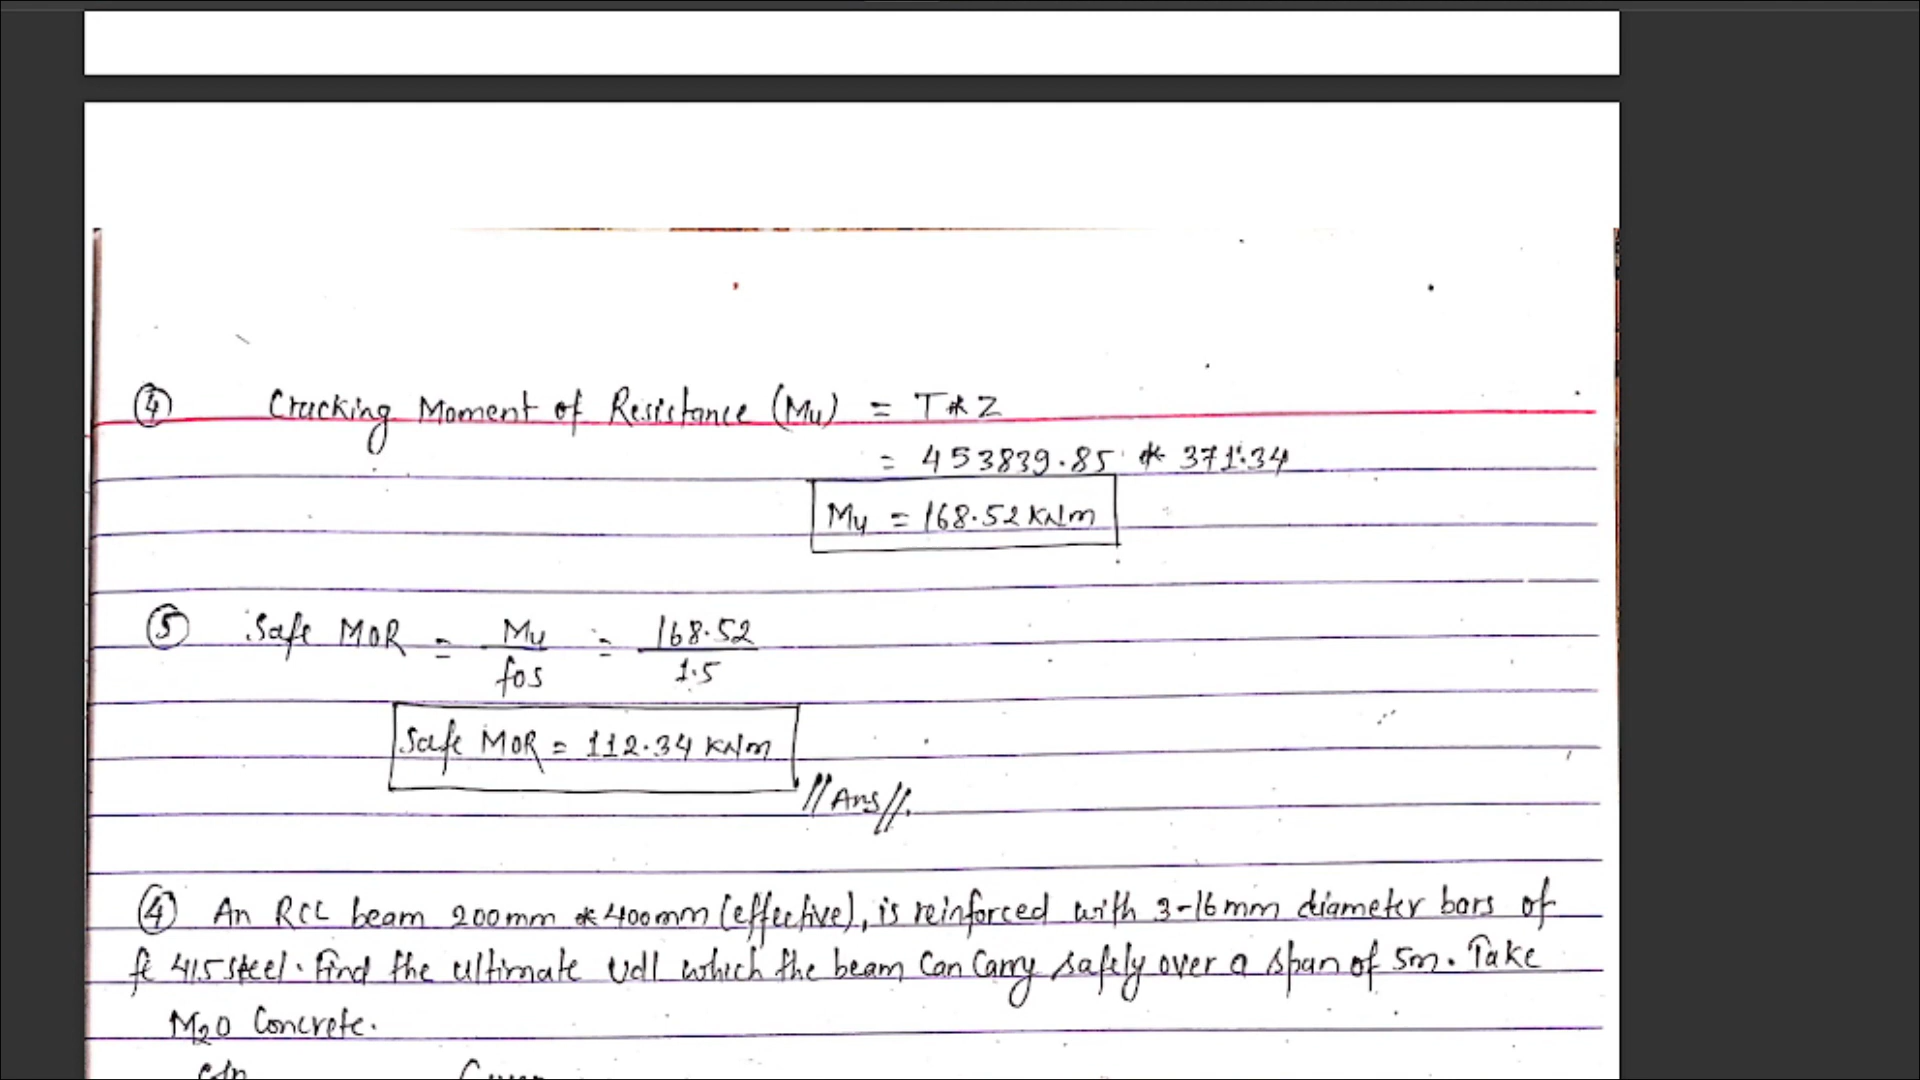 ④ Cracking Moment of Resistance (Mu) = T*Z
= 453839.85 * 371.34
Mu = 168.52 kNm
⑤ Safe MOR = Mu/fos = 168.52/1.5
Safe MOR = 112.34 kNm
//Ans//.
④ An RCC beam 200mm * 400mm (effective), is reinforced with 3-16mm diameter bars of
fe 415 steel. Find the ultimate udl which the beam Can Carry safely over a span of 5m. Take
M20 Concrete.